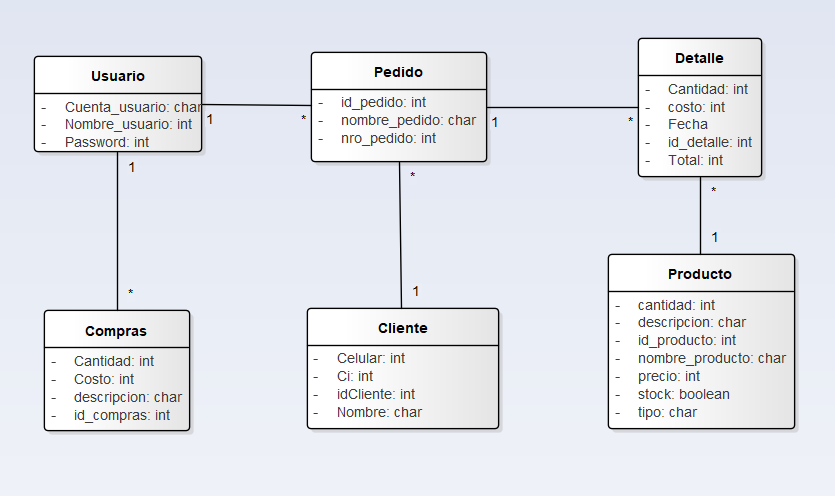 Usuario
- Cuenta_usuario: char
- Nombre_usuario: int
- Password: int
1
*
Pedido
- id_pedido: int
- nombre_pedido: char
- nro_pedido: int
1
*
Detalle
- Cantidad: int
- costo: int
- Fecha
- id_detalle: int
- Total: int
1
*
Compras
- Cantidad: int
- Costo: int
- descripcion: char
- id_compras: int
*
1
Cliente
- Celular: int
- Ci: int
- idCliente: int
- Nombre: char
*
1
Producto
- cantidad: int
- descripcion: char
- id_producto: int
- nombre_producto: char
- precio: int
- stock: boolean
- tipo: char